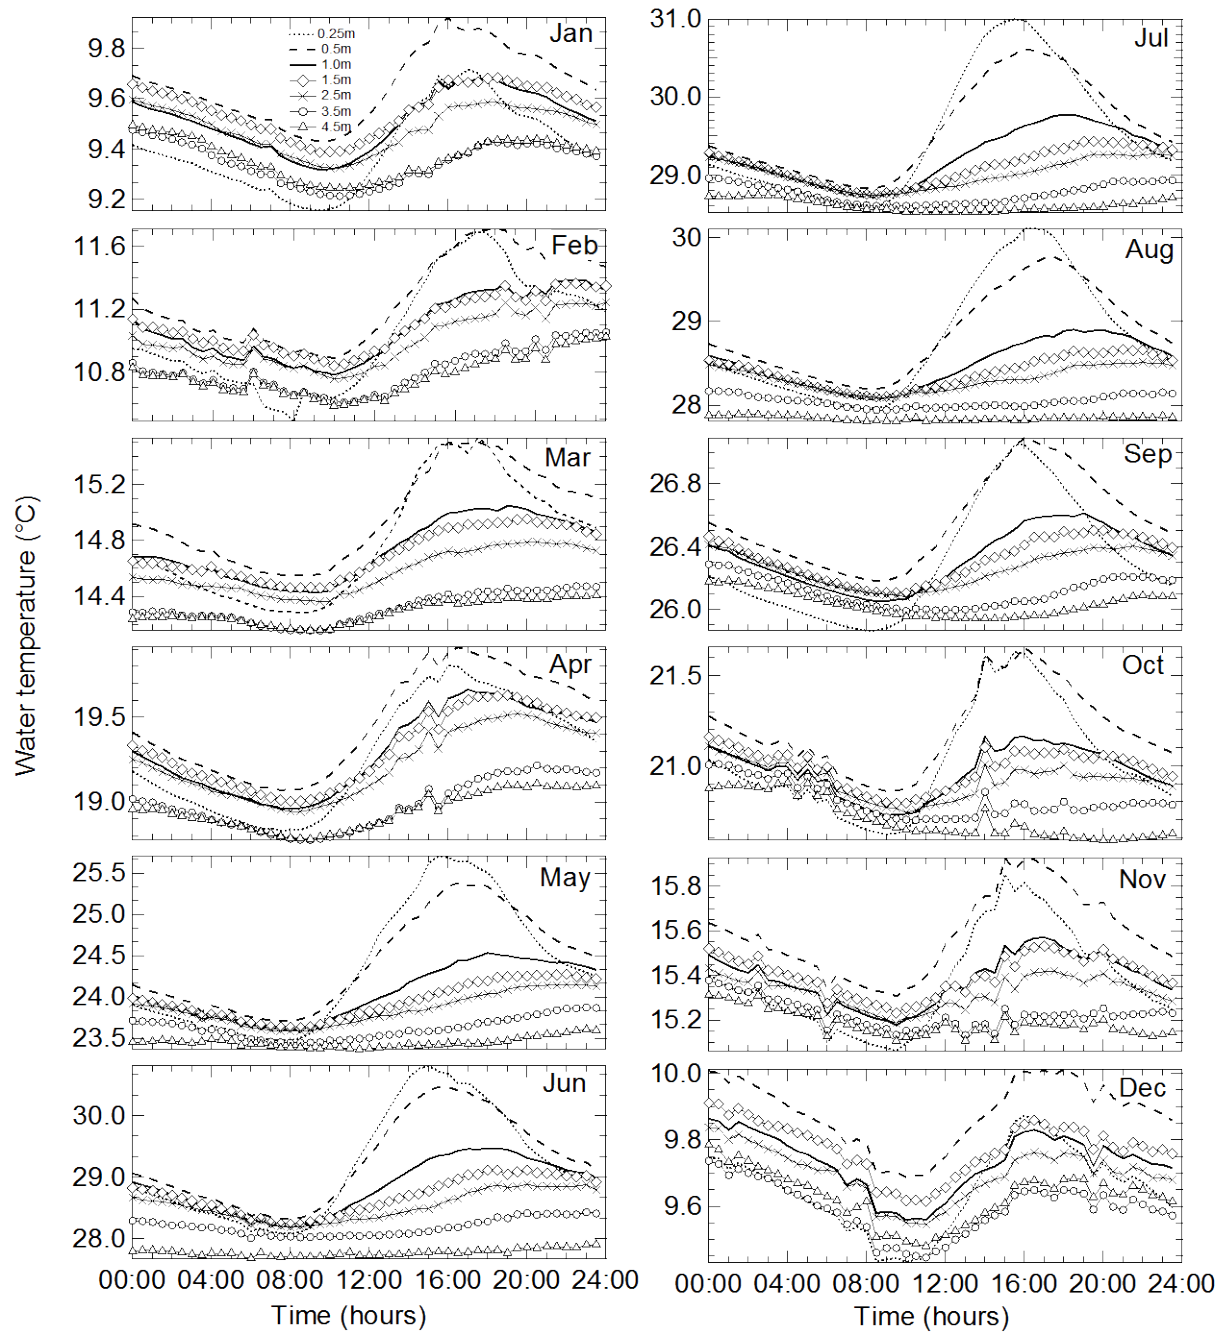 Jan
0.25m
0.5m
1.0m
1.5m
2.5m
3.5m
4.5m
9.8
9.6
9.4
9.2
Jul
31.0
30.0
29.0
Feb
11.6
11.2
10.8
Aug
30
29
28
Mar
15.2
14.8
14.4
Sep
26.8
26.4
26.0
Apr
19.5
19.0
Oct
21.5
21.0
May
25.5
25.0
24.5
24.0
23.5
Nov
15.8
15.6
15.4
15.2
Jun
30.0
29.0
28.0
Dec
10.0
9.8
9.6
Water temperature (°C)
00:00 04:00 08:00 12:00 16:00 20:00 24:00
Time (hours)
00:00 04:00 08:00 12:00 16:00 20:00 24:00
Time (hours)